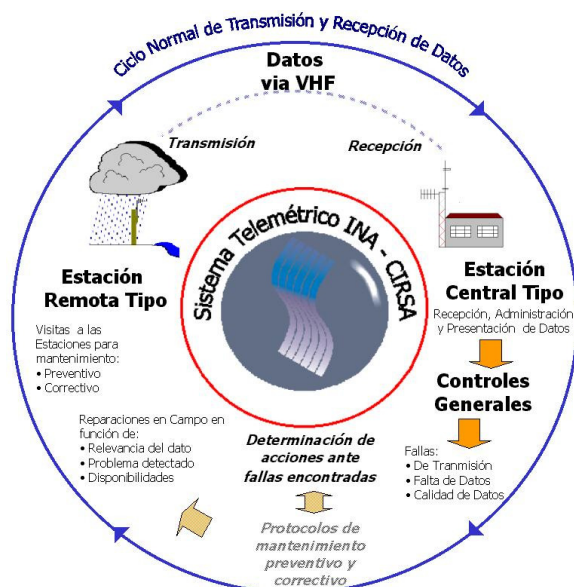 Ciclo Normal de Transmisión y Recepción de Datos
Datos
via VHF
Transmisión
Recepción
Sistema Telemétrico INA - CIRSA
Estación
Remota Tipo
Visitas a las
Estaciones para
mantenimiento:
• Preventivo
• Correctivo
Estación
Central Tipo
Recepción, Administración
y Presentación de Datos
Controles
Generales
Fallas:
• De Tranmisión
• Falta de Datos
• Calidad de Datos
Determinación de
acciones ante
fallas encontradas
Protocolos de
mantenimiento
preventivo y
correctivo
Reparaciones en Campo en
función de:
• Relevancia del dato
• Problema detectado
• Disponibilidades